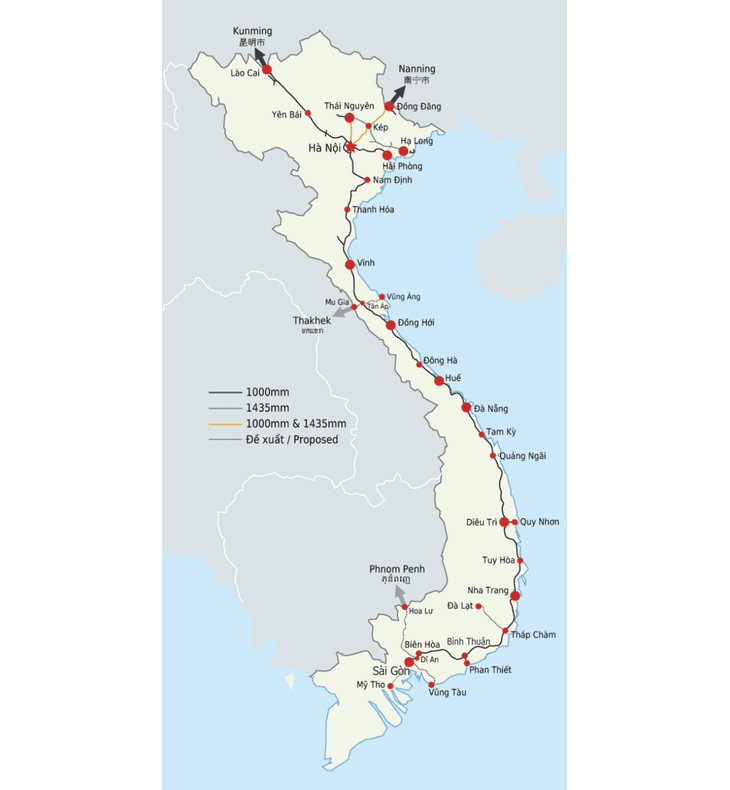 Kunming
昆明市
Lào Cai
Nanning
南宁市
Yên Bái
Thái Nguyên
Đồng Đăng
Kép
Hạ Long
Hà Nội
Hải Phòng
Nam Định
Thanh Hóa
Vinh
Vũng Áng
Mu Gia
Tân Ấp
Thakhek
ທ່າແຂກ
Đồng Hới
Đông Hà
Huế
1000mm
1435mm
1000mm & 1435mm
Đề xuất / Proposed
Đà Nẵng
Tam Kỳ
Quảng Ngãi
Diêu Trì
Quy Nhơn
Tuy Hòa
Phnom Penh
ភ្នំពេញ
Nha Trang
Hoa Lư
Đà Lạt
Tháp Chàm
Biên Hòa
Bình Thuận
Dĩ An
Sài Gòn
Phan Thiết
Mỹ Tho
Vũng Tàu